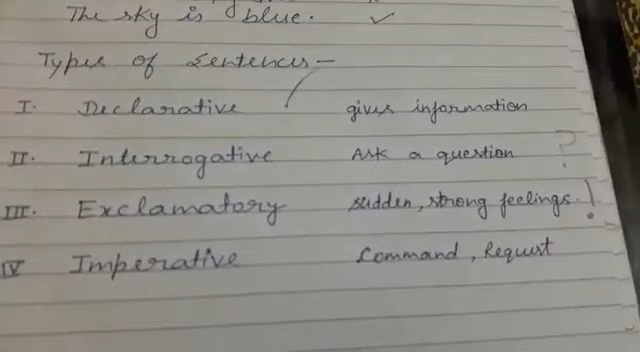 The sky is blue. ✓
Types of Sentences—
I. Declarative gives information
II. Interrogative Ask a question ?
III. Exclamatory sudden, strong feelings. !
IV Imperative Command, Request